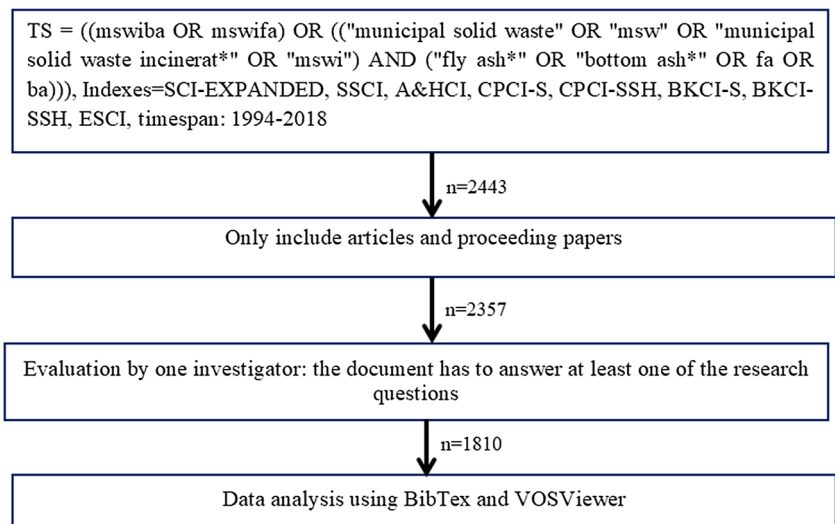 TS = ((mswiba OR mswifa) OR (("municipal solid waste" OR "msw" OR "municipal
solid waste incinerat*" OR "mswi") AND ("fly ash*" OR "bottom ash*" OR fa OR
ba))), Indexes=SCI-EXPANDED, SSCI, A&HCI, CPCI-S, CPCI-SSH, BKCI-S, BKCI-
SSH, ESCI, timespan: 1994-2018
n=2443
Only include articles and proceeding papers
n=2357
Evaluation by one investigator: the document has to answer at least one of the research
questions
n=1810
Data analysis using BibTex and VOSViewer